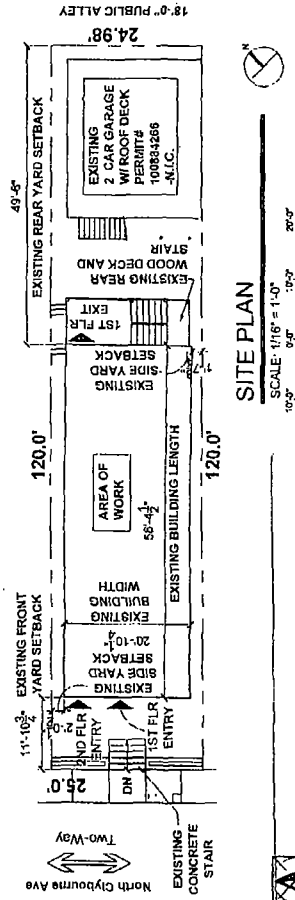 18'-0" PUBLIC ALLEY
24.98'
EXISTING
2 CAR GARAGE
W/ ROOF DECK
PERMIT#
100884266
-N.I.C.
49'-6"
EXISTING REAR YARD SETBACK
EXISTING REAR
WOOD DECK AND
STAIR
1ST FLR
EXIT
EXISTING
SIDE YARD
SETBACK
120.0'
120.0'
AREA OF
WORK
56'-4½"
EXISTING BUILDING LENGTH
EXISTING
BUILDING
WIDTH
20'-10¼"
EXISTING
SIDE YARD
SETBACK
EXISTING FRONT
YARD SETBACK
11'-10¾"
2'-0"
2ND FLR
ENTRY
1ST FLR
ENTRY
25.0'
DN
EXISTING
CONCRETE
STAIR
North Clybourne Ave
Two-Way
N
SITE PLAN
SCALE: 1/16" = 1'-0"
10'-0" 0'-0" 10'-0" 20'-0"